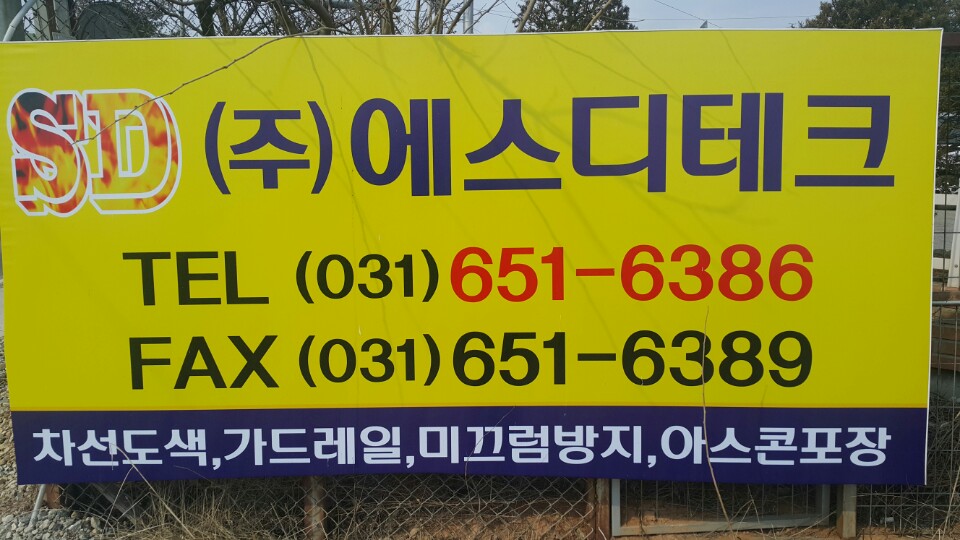 SD (주)에스디테크
TEL (031)651-6386
FAX (031)651-6389
차선도색,가드레일,미끄럼방지,아스콘포장